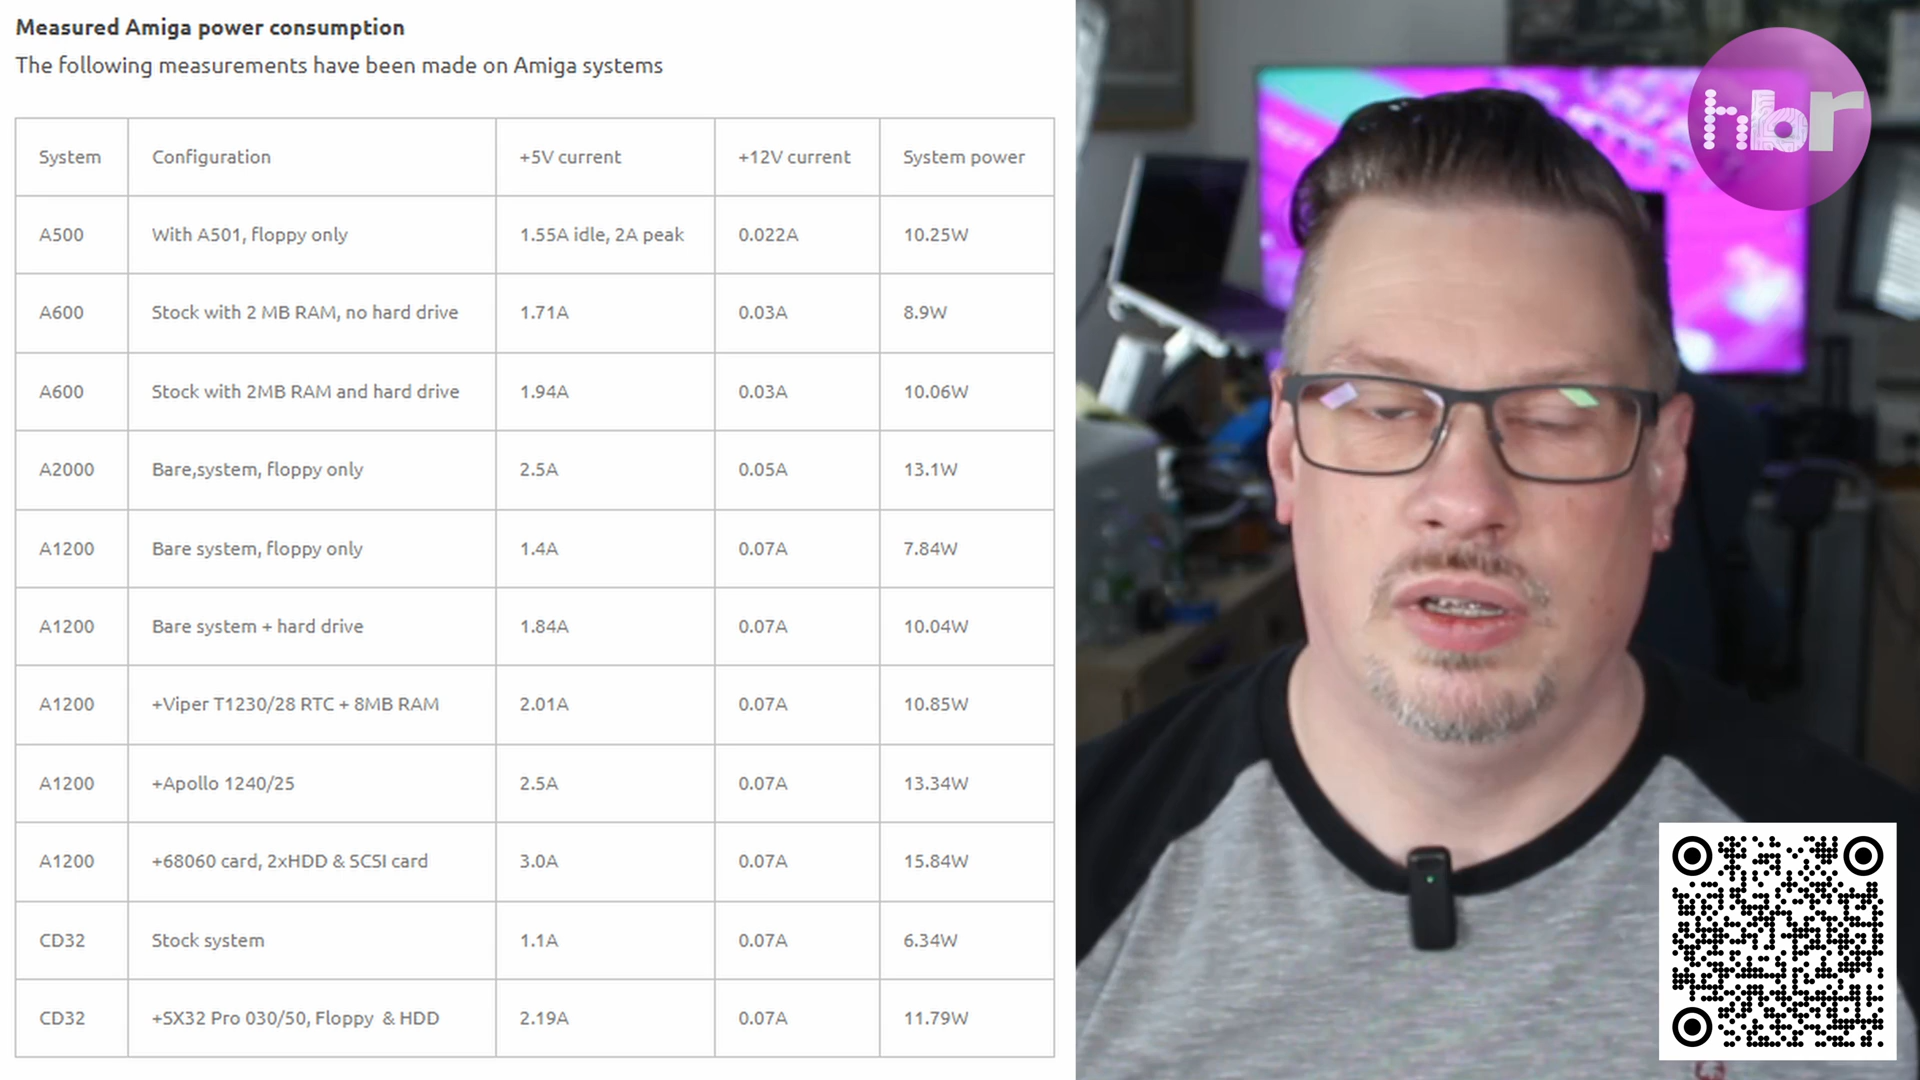 Measured Amiga power consumption
The following measurements have been made on Amiga systems
System Configuration +5V current +12V current System power
A500 With A501, floppy only 1.55A idle, 2A peak 0.022A 10.25W
A600 Stock with 2 MB RAM, no hard drive 1.71A 0.03A 8.9W
A600 Stock with 2MB RAM and hard drive 1.94A 0.03A 10.06W
A2000 Bare,system, floppy only 2.5A 0.05A 13.1W
A1200 Bare system, floppy only 1.4A 0.07A 7.84W
A1200 Bare system + hard drive 1.84A 0.07A 10.04W
A1200 +Viper T1230/28 RTC + 8MB RAM 2.01A 0.07A 10.85W
A1200 +Apollo 1240/25 2.5A 0.07A 13.34W
A1200 +68060 card, 2xHDD & SCSI card 3.0A 0.07A 15.84W
CD32 Stock system 1.1A 0.07A 6.34W
CD32 +SX32 Pro 030/50, Floppy & HDD 2.19A 0.07A 11.79W
hbr